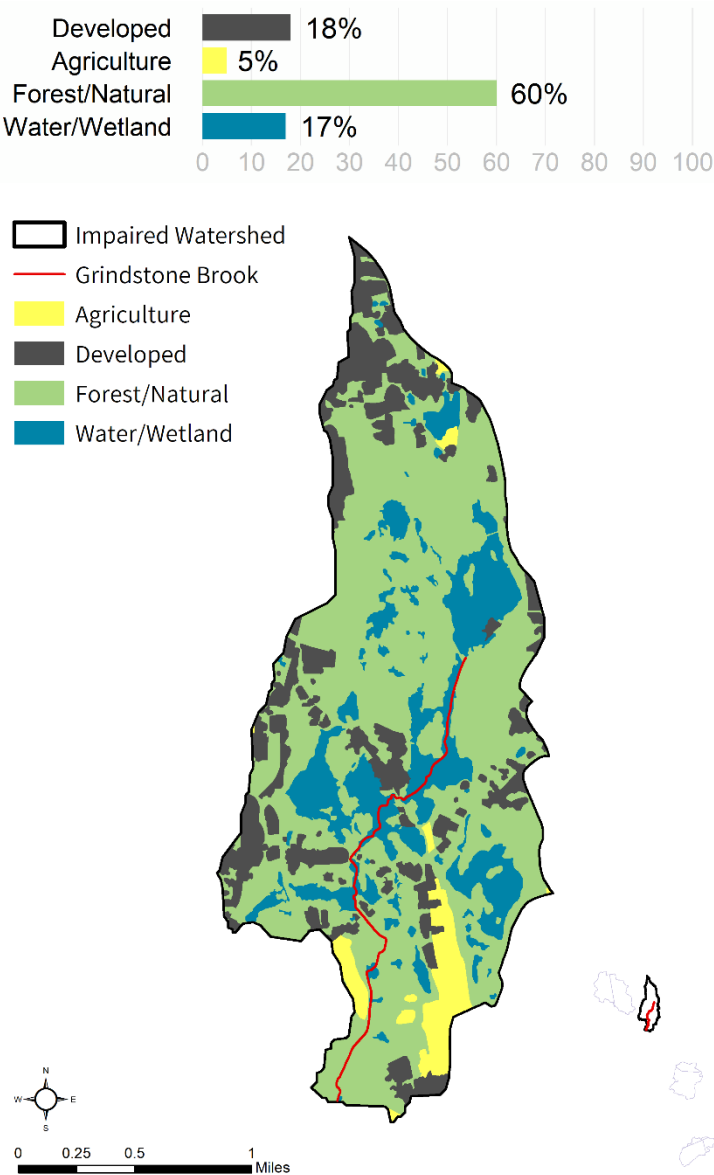 Developed 18%
Agriculture 5%
Forest/Natural 60%
Water/Wetland 17%
0 10 20 30 40 50 60 70 80 90 100
Impaired Watershed
Grindstone Brook
Agriculture
Developed
Forest/Natural
Water/Wetland
N
W E
S
0 0.25 0.5 1
Miles